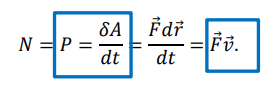 N = P = δA/dt = F⃗dr⃗/dt = F⃗v⃗.